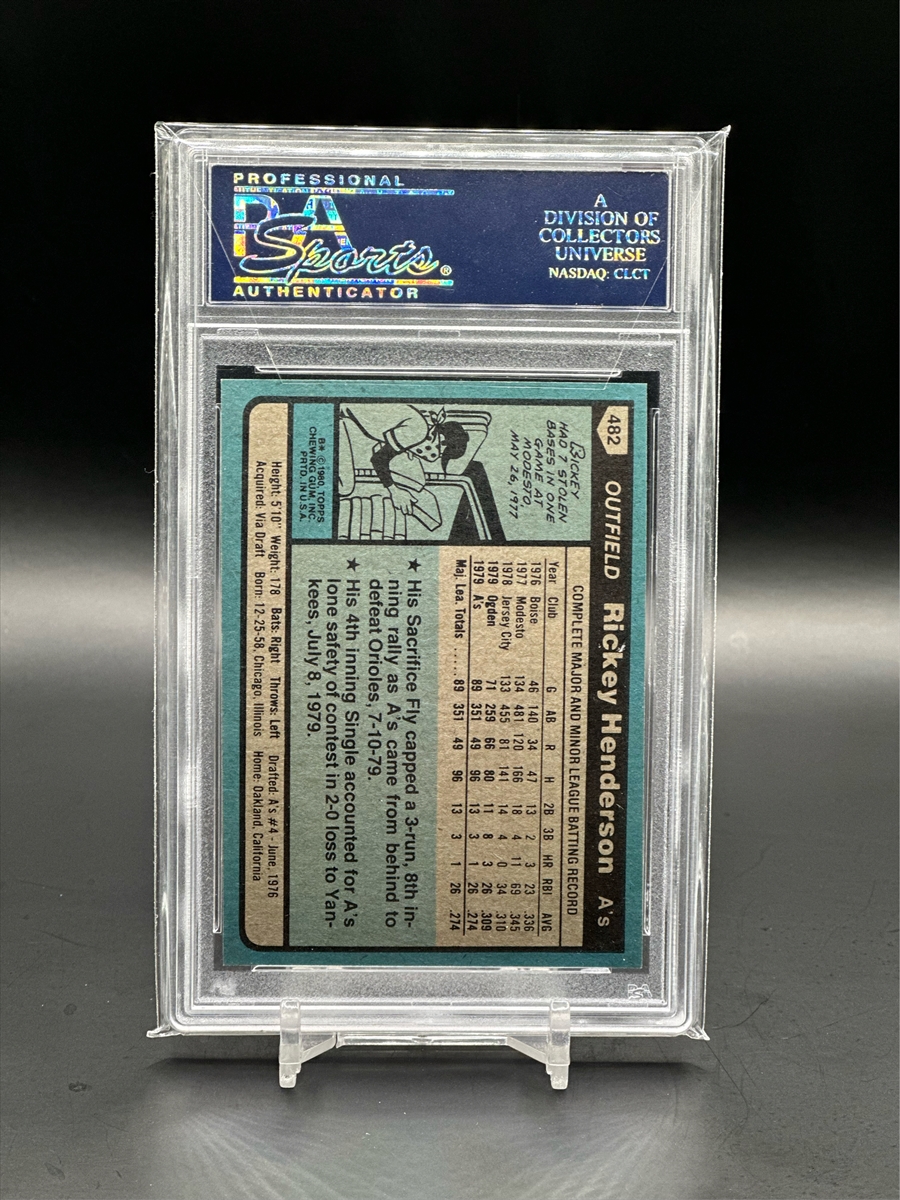 PROFESSIONAL
PSA
Sports®
AUTHENTICATOR
A
DIVISION OF
COLLECTORS
UNIVERSE
NASDAQ: CLCT
482 OUTFIELD Rickey Henderson A's
Rickey
HAD 7 STOLEN
BASES IN ONE
GAME AT
MODESTO,
MAY 26, 1977
B* © 1980, TOPPS
CHEWING GUM, INC.
PRTD. IN U.S.A.
COMPLETE MAJOR AND MINOR LEAGUE BATTING RECORD
Year Club G AB R H 2B 3B HR RBI AVG
1976 Boise 46 140 34 47 13 2 3 23 .336
1977 Modesto 134 481 120 166 18 4 11 69 .345
1978 Jersey City 133 455 81 141 14 4 0 34 .310
1979 Ogden 71 259 66 80 11 8 3 26 .309
1979 A's 89 351 49 96 13 3 1 26 .274
Maj. Lea. Totals ...... 89 351 49 96 13 3 1 26 .274
★ His Sacrifice Fly capped a 3-run, 8th in-
ning rally as A's came from behind to
defeat Orioles, 7-10-79.
★ His 4th inning Single accounted for A's
lone safety of contest in 2-0 loss to Yan-
kees, July 8, 1979.
Height: 5'10" Weight: 178 Bats: Right Throws: Left Drafted: A's #4 - June, 1976
Acquired: Via Draft Born: 12-25-58, Chicago, Illinois Home: Oakland, California